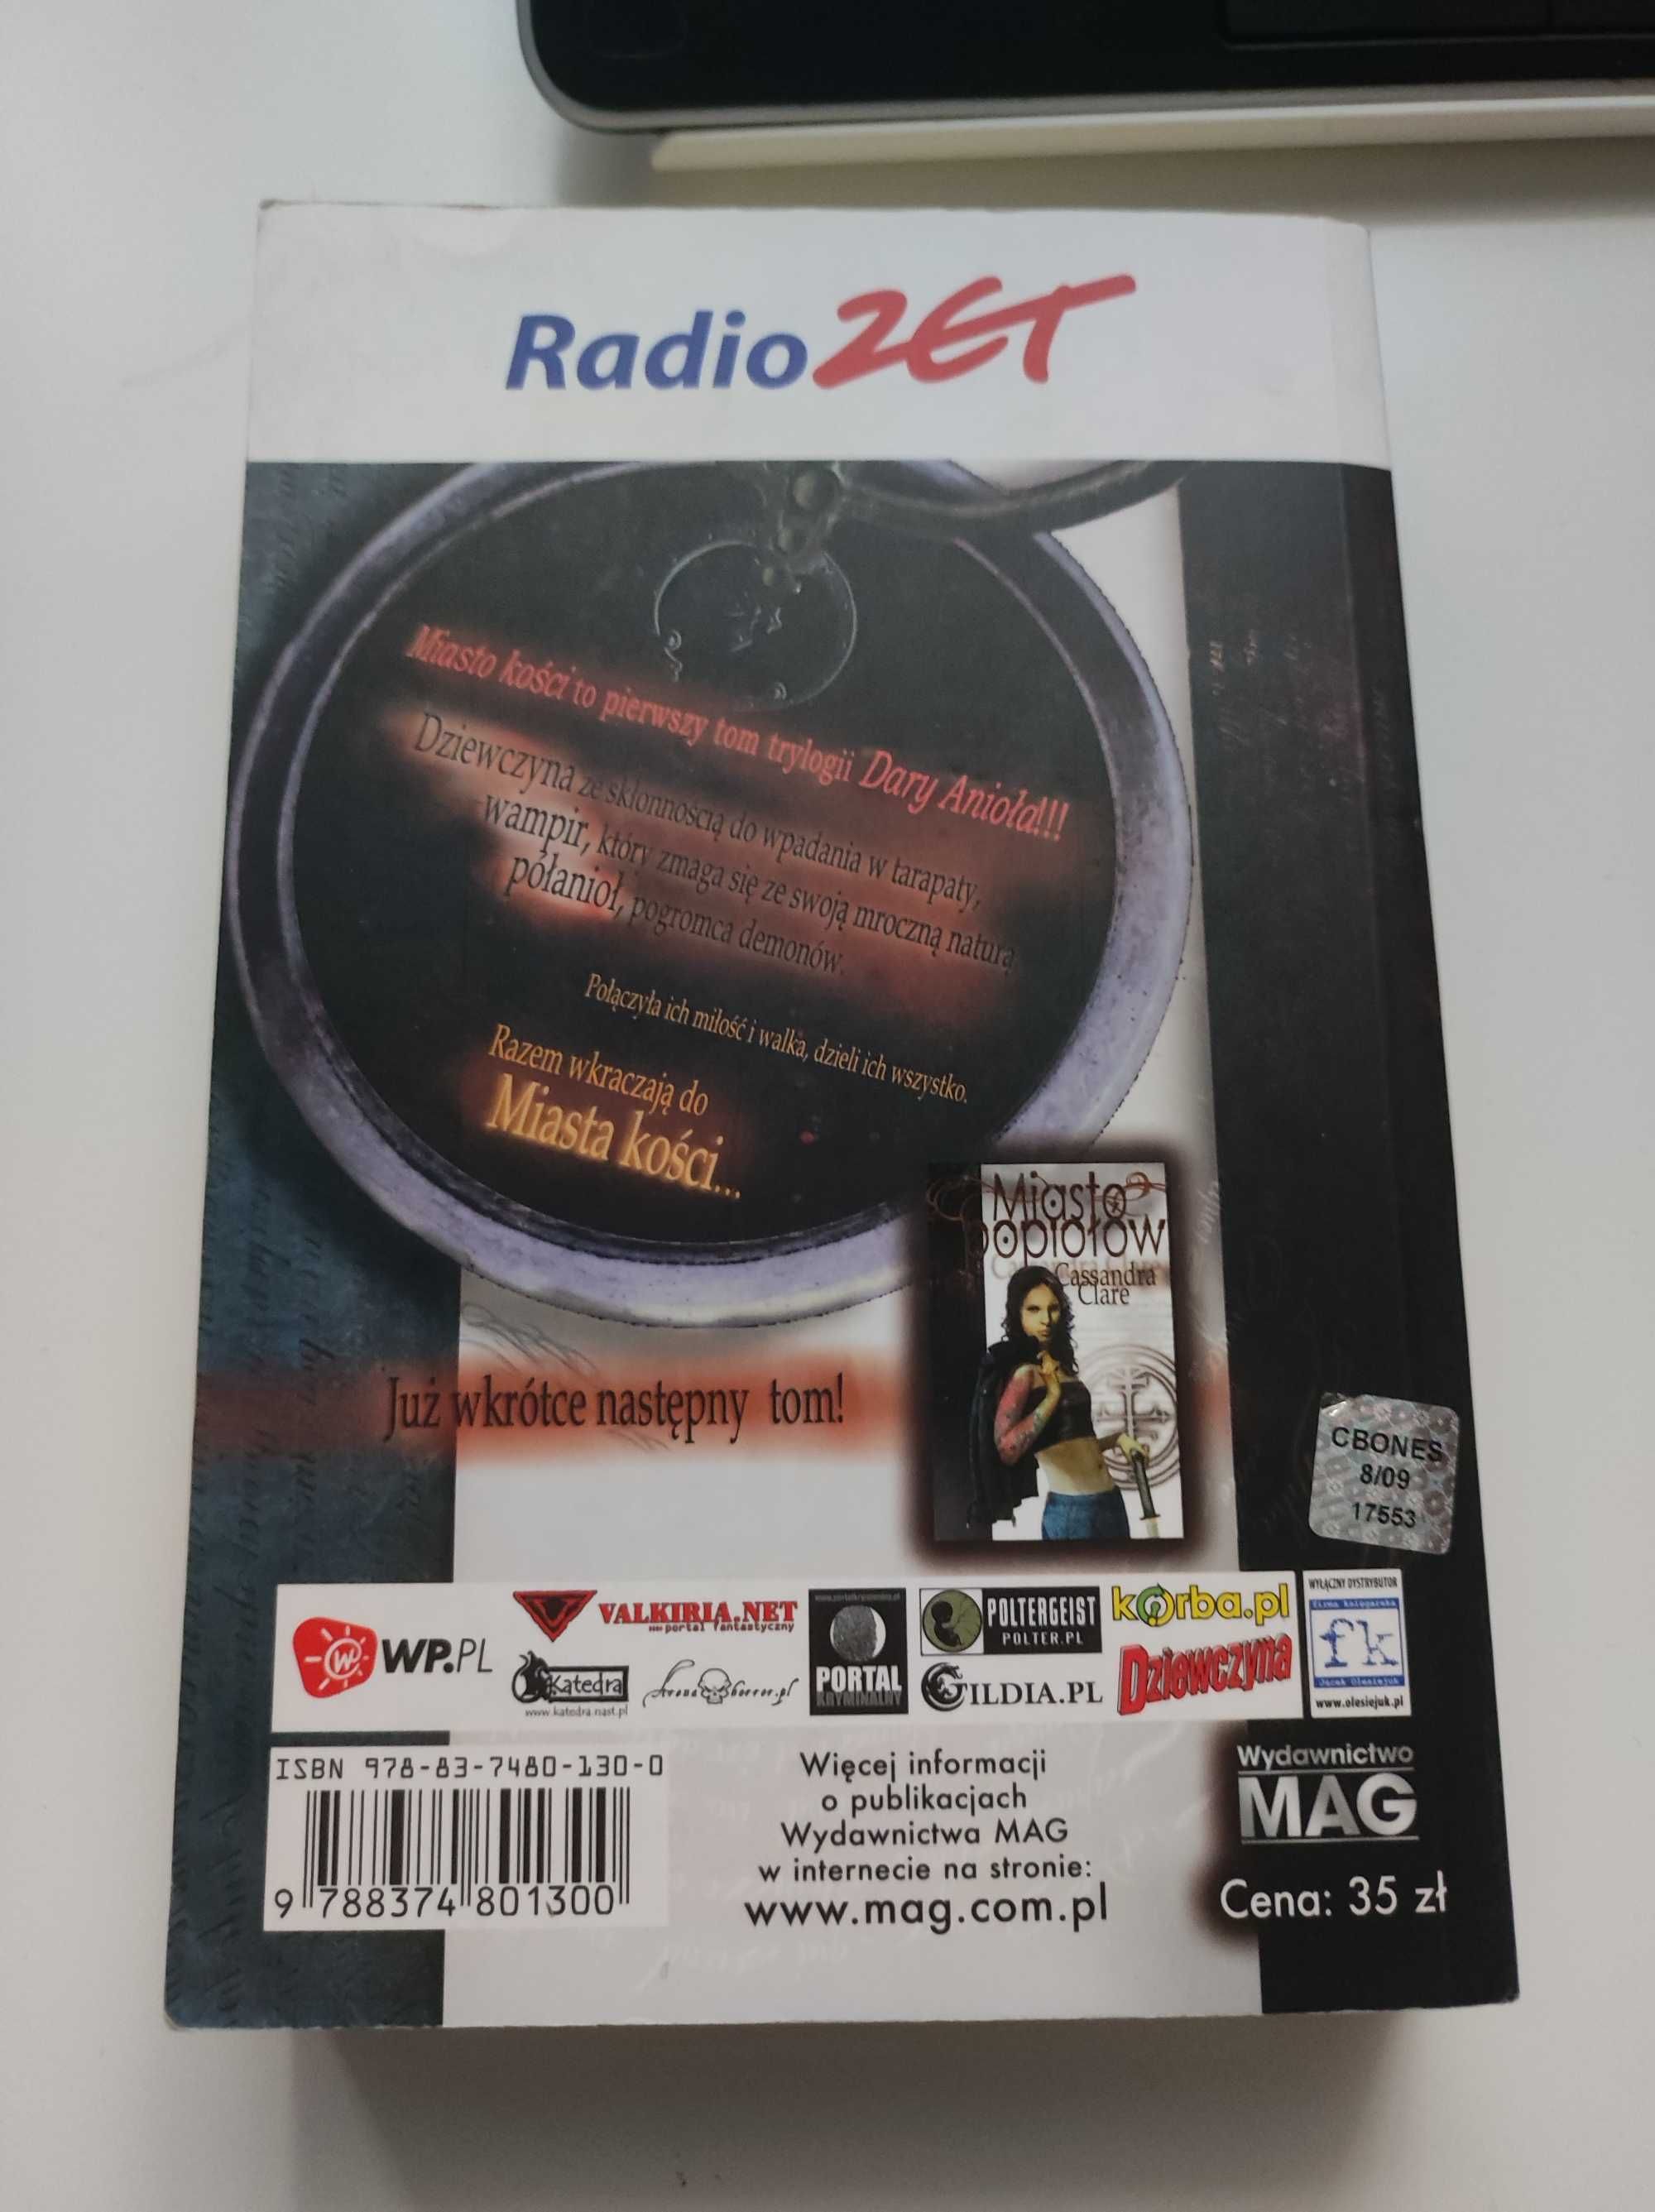 Radio ZET
Miasto kości to pierwszy tom trylogii Dary Anioła!!!
Dziewczyna ze skłonnością do wpadania w tarapaty,
wampir, który zmaga się ze swoją mroczną naturą
półanioł, pogromca demonów.
Połączyła ich miłość i walka, dzieli ich wszystko.
Razem wkraczają do
Miasta kości...
Miasto
popiołów
Cassandra
Clare
Już wkrótce następny tom!
CBONES
8/09
17553
WP.PL
VALKIRIA.NET
portal fantastyczny
Katedra
www.katedra.nast.pl
PORTAL
KRYMINALNY
POLTERGEIST
POLTER.PL
GILDIA.PL
korba.pl
Dziewczyna
WYŁĄCZNY DYSTRYBUTOR
firma księgarska
fk
Jacek Olesiejuk
www.olesiejuk.pl
ISBN 978-83-7480-130-0
9 788374 801300
Więcej informacji
o publikacjach
Wydawnictwa MAG
w internecie na stronie:
www.mag.com.pl
Wydawnictwo
MAG
Cena: 35 zł